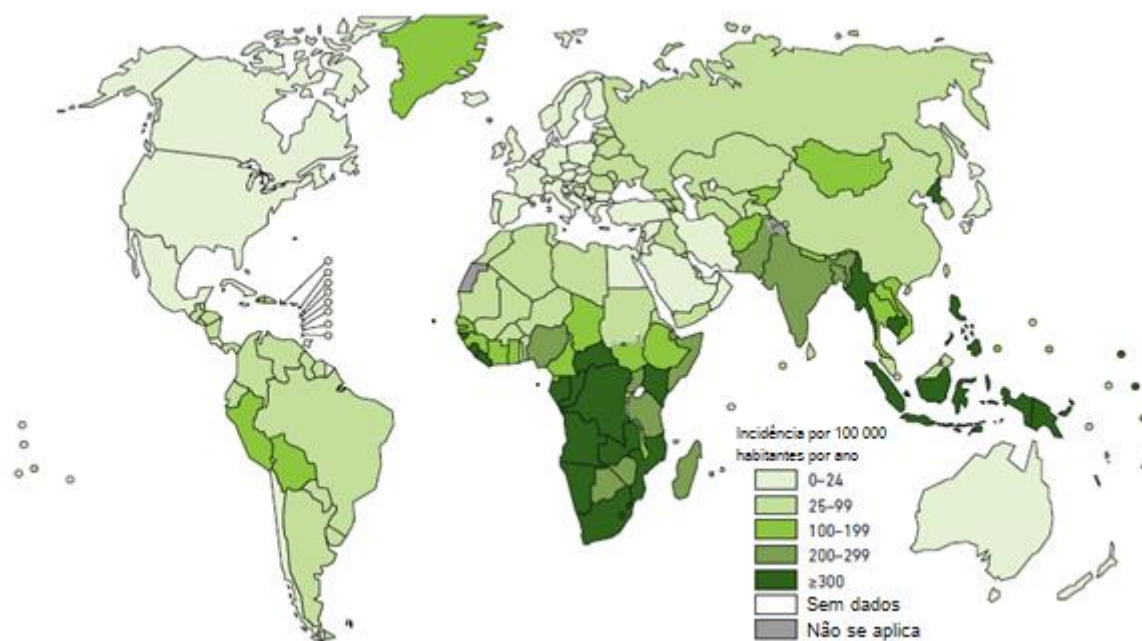 Incidência por 100 000
habitantes por ano
0–24
25–99
100–199
200–299
≥300
Sem dados
Não se aplica